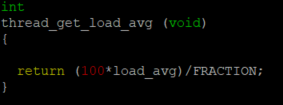 int
thread_get_load_avg (void)
{
return (100*load_avg)/FRACTION;
}